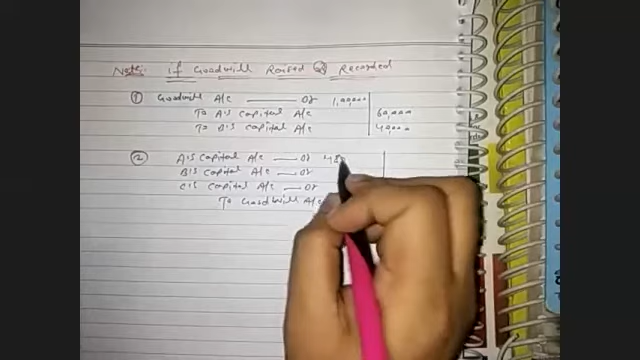 Note:- if Goodwill Raised @ Recorded
① Goodwill A/c —— Dr 1,00,000
To A's capital A/c 60,000
To B's capital A/c 40,000
② A's capital A/c —— Dr
B's capital A/c —— Dr
C's capital A/c —— Dr
To Goodwill A/c